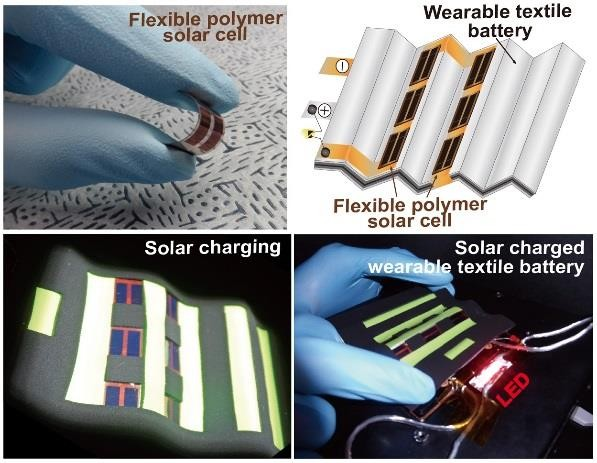 Flexible polymer
solar cell
Wearable textile
battery
−
+
Flexible polymer
solar cell
Solar charging
Solar charged
wearable textile battery
LED